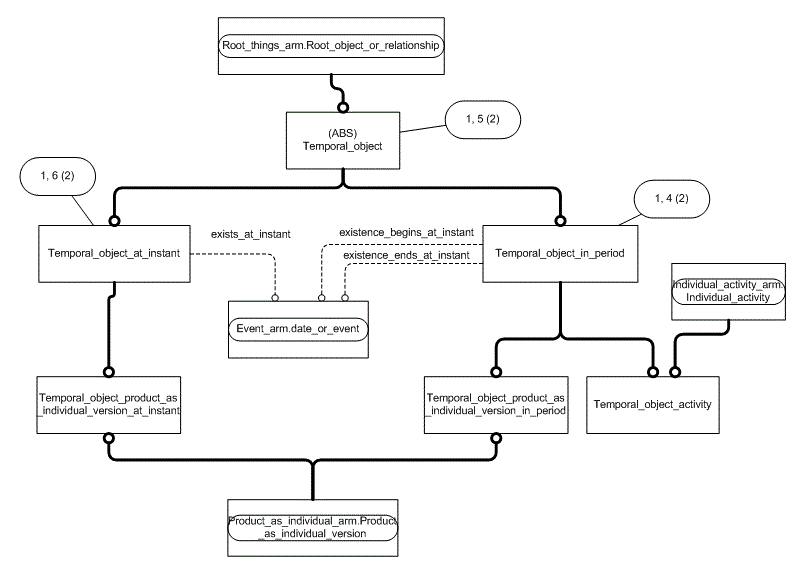 Root_things_arm.Root_object_or_relationship
(ABS)
Temporal_object
1, 5 (2)
1, 6 (2)
1, 4 (2)
Temporal_object_at_instant
exists_at_instant
existence_begins_at_instant
existence_ends_at_instant
Temporal_object_in_period
Individual_activity_arm.
Individual_activity
Event_arm.date_or_event
Temporal_object_product_as
_individual_version_at_instant
Temporal_object_product_as
_individual_version_in_period
Temporal_object_activity
Product_as_individual_arm.Product
_as_individual_version